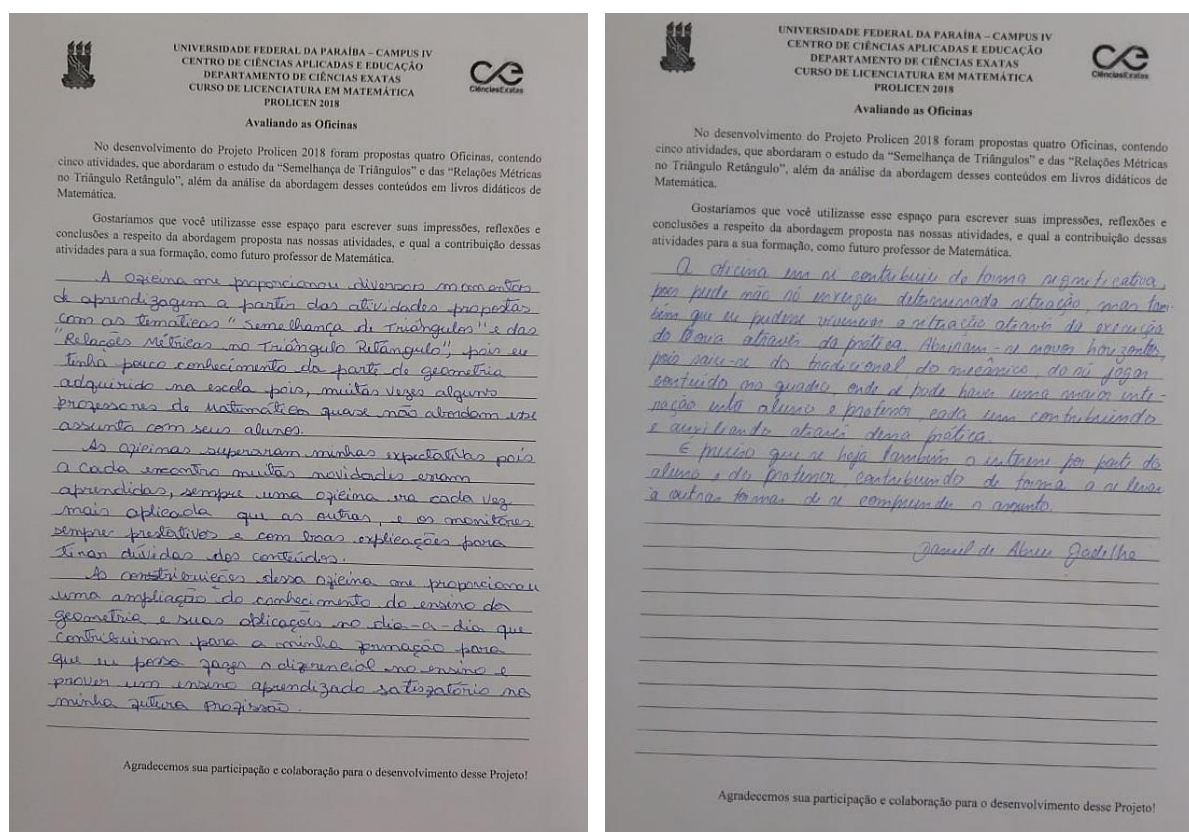 UNIVERSIDADE FEDERAL DA PARAÍBA – CAMPUS IV
CENTRO DE CIÊNCIAS APLICADAS E EDUCAÇÃO
DEPARTAMENTO DE CIÊNCIAS EXATAS
CURSO DE LICENCIATURA EM MATEMÁTICA
PROLICEN 2018
CiênciasExatas
Avaliando as Oficinas
No desenvolvimento do Projeto Prolicen 2018 foram propostas quatro Oficinas, contendo
cinco atividades, que abordaram o estudo da “Semelhança de Triângulos” e das “Relações Métricas
no Triângulo Retângulo”, além da análise da abordagem desses conteúdos em livros didáticos de
Matemática.
Gostaríamos que você utilizasse esse espaço para escrever suas impressões, reflexões e
conclusões a respeito da abordagem proposta nas nossas atividades, e qual a contribuição dessas
atividades para a sua formação, como futuro professor de Matemática.
A oficina me proporcionou diversos momentos
de aprendizagem a partir das atividades propostas
com as temáticas "Semelhança de Triângulos" e das
"Relações Métricas no Triângulo Retângulo", pois eu
tinha pouco conhecimento da parte de geometria
adquirido na escola pois, muitas vezes alguns
professores de matemática quase não abordam esse
assunto com seus alunos.
As oficinas superaram minhas expectativas pois
a cada encontro muitas novidades eram
aprendidas, sempre uma oficina era cada vez
mais aplicada que as outras, e os monitores
sempre prestativos e com boas explicações para
tirar dúvidas dos conteúdos.
As dessa oficina me proporcionou
uma ampliação do conhecimento do ensino da
geometria e suas aplicações no dia-a-dia que
contribuiram para a minha formação para
que eu possa fazer o diferencial no ensino e
prover um ensino aprendizado satisfatório na
minha futura profissão.
Agradecemos sua participação e colaboração para o desenvolvimento desse Projeto!
UNIVERSIDADE FEDERAL DA PARAÍBA – CAMPUS IV
CENTRO DE CIÊNCIAS APLICADAS E EDUCAÇÃO
DEPARTAMENTO DE CIÊNCIAS EXATAS
CURSO DE LICENCIATURA EM MATEMÁTICA
PROLICEN 2018
CiênciasExatas
Avaliando as Oficinas
No desenvolvimento do Projeto Prolicen 2018 foram propostas quatro Oficinas, contendo
cinco atividades, que abordaram o estudo da “Semelhança de Triângulos” e das “Relações Métricas
no Triângulo Retângulo”, além da análise da abordagem desses conteúdos em livros didáticos de
Matemática.
Gostaríamos que você utilizasse esse espaço para escrever suas impressões, reflexões e
conclusões a respeito da abordagem proposta nas nossas atividades, e qual a contribuição dessas
atividades para a sua formação, como futuro professor de Matemática.
A oficina em si contribuiu de forma significativa,
pois pude não só enxergar determinada situação, mas tam-
bém que eu pudesse vivenciar a situação através da execução
da teoria através da prática. Abriram-se novos horizontes,
pois saiu-se do tradicional do mecânico, do só jogar
conteúdo no quadro, onde se pode haver uma maior inte-
ração entre aluno e professor, cada um contribuindo
e auxiliando através dessa prática.
É preciso que se haja também o interesse por parte do
aluno e do professor, contribuindo de forma a se levar
a outras formas de se compreender o assunto.
de Abreu Gadelha
Agradecemos sua participação e colaboração para o desenvolvimento desse Projeto!